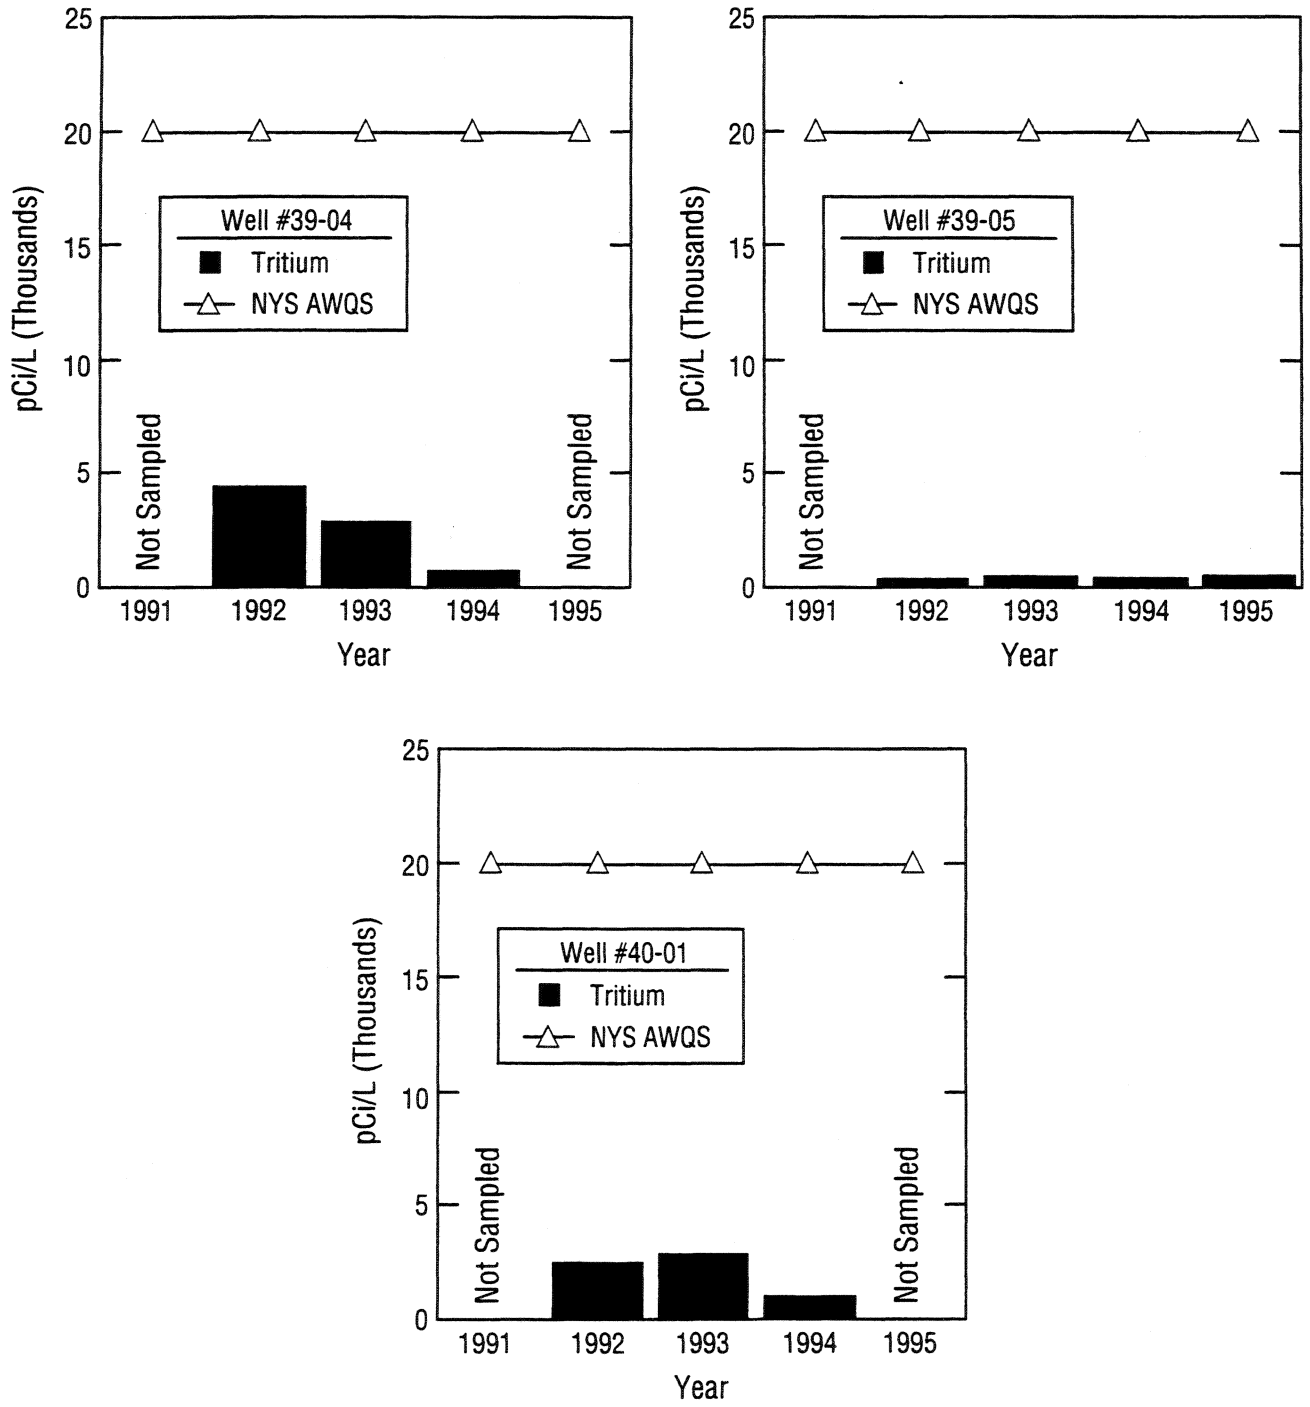 25
20
15
10
5
0
pCi/L (Thousands)
Well #39-04
Tritium
NYS AWQS
Not Sampled
Not Sampled
1991 1992 1993 1994 1995
Year
25
20
15
10
5
0
pCi/L (Thousands)
Well #39-05
Tritium
NYS AWQS
Not Sampled
1991 1992 1993 1994 1995
Year
25
20
15
10
5
0
pCi/L (Thousands)
Well #40-01
Tritium
NYS AWQS
Not Sampled
Not Sampled
1991 1992 1993 1994 1995
Year